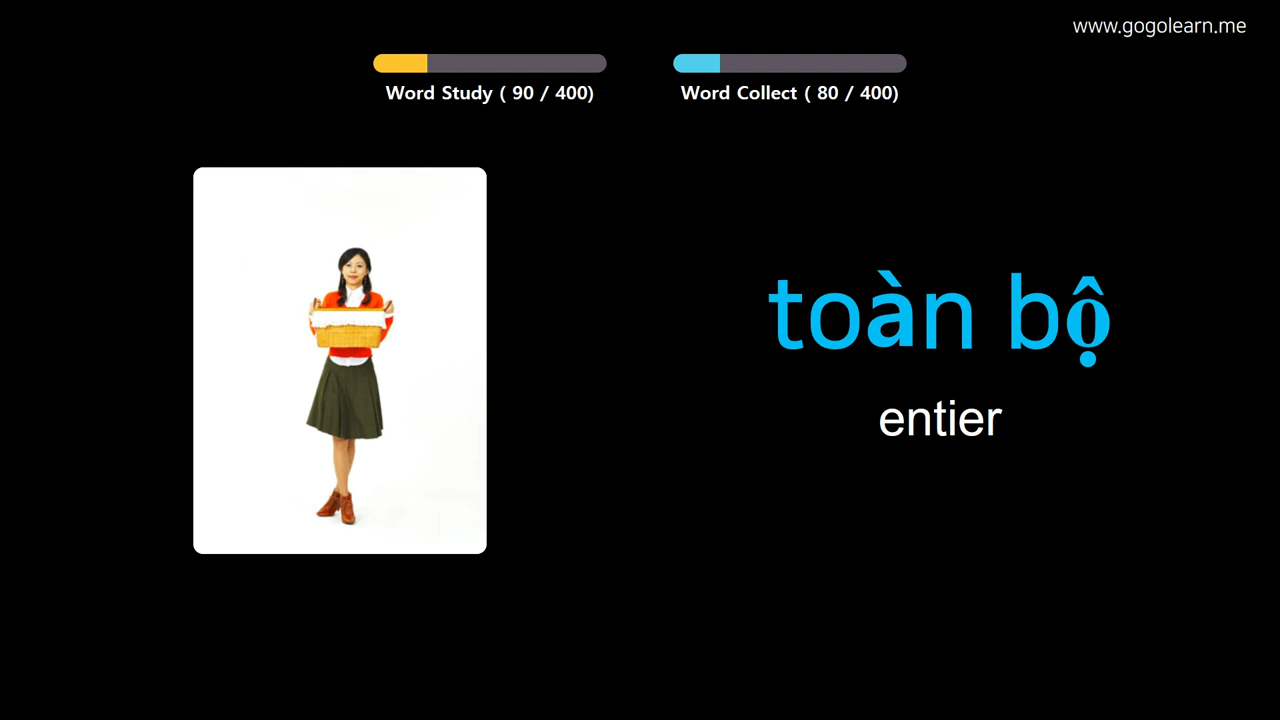 www.gogolearn.me
Word Study ( 90 / 400)
Word Collect ( 80 / 400)
toàn bộ
entier